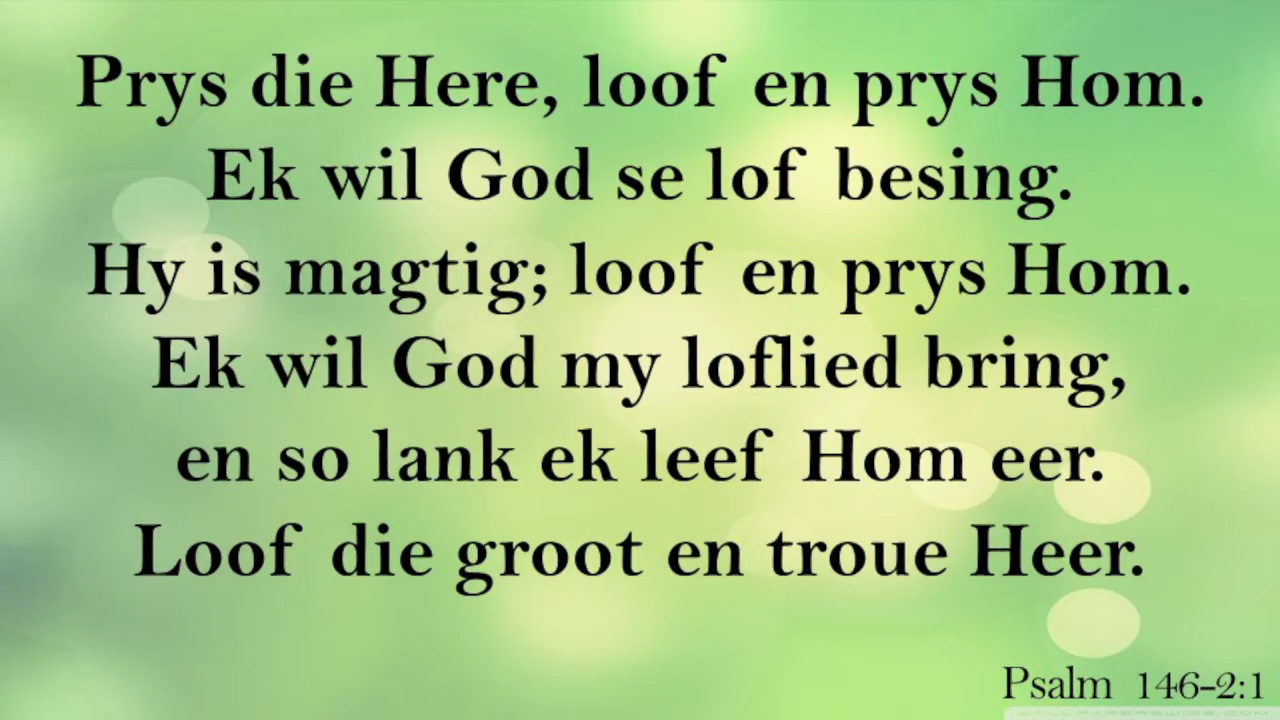 Prys die Here, loof en prys Hom.
Ek wil God se lof besing.
Hy is magtig; loof en prys Hom.
Ek wil God my loflied bring,
en so lank ek leef Hom eer.
Loof die groot en troue Heer.
Psalm 146-2:1